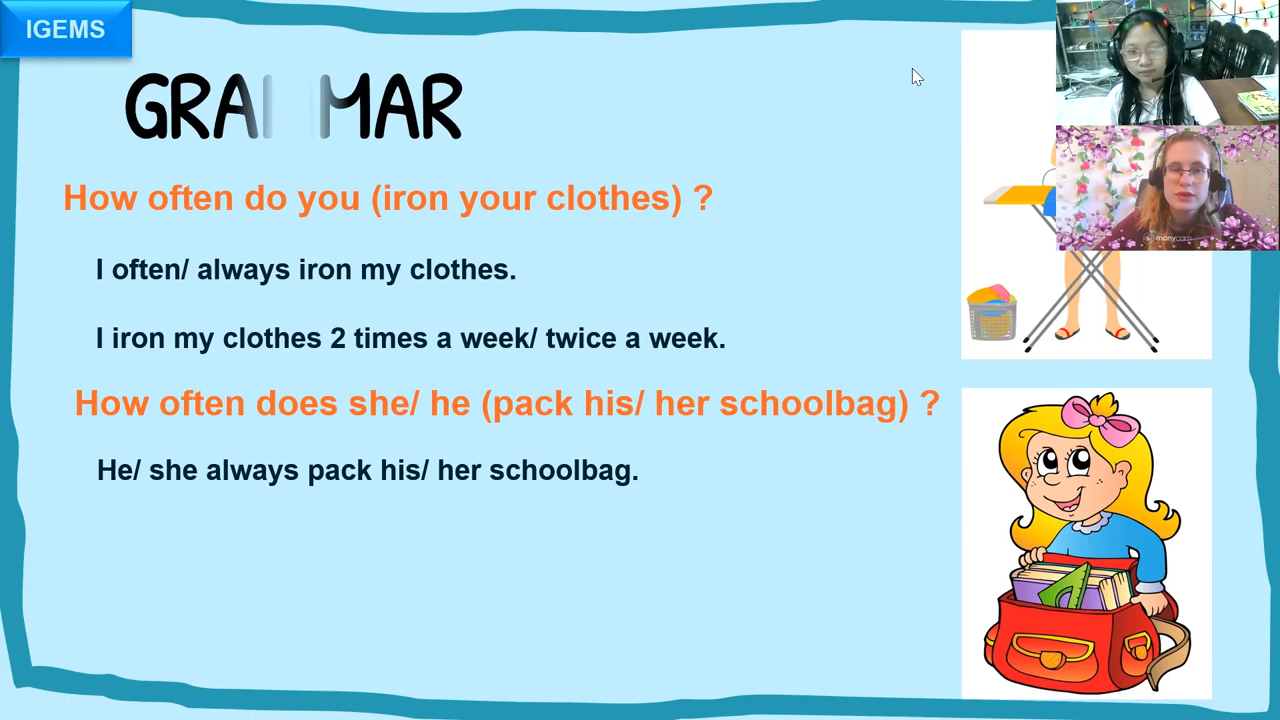 IGEMS
GRAMMAR
How often do you (iron your clothes) ?
I often/ always iron my clothes.
I iron my clothes 2 times a week/ twice a week.
How often does she/ he (pack his/ her schoolbag) ?
He/ she always pack his/ her schoolbag.
manycam